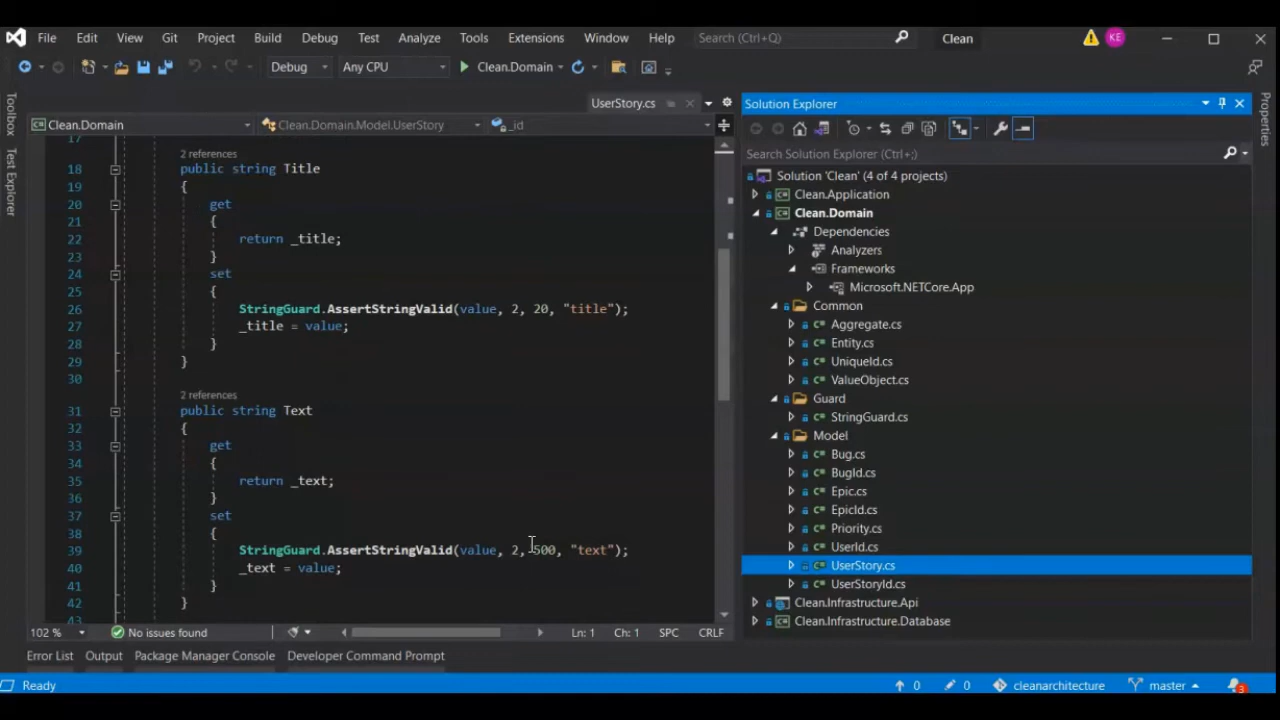 File Edit View Git Project Build Debug Test Analyze Tools Extensions Window Help Search (Ctrl+Q) Clean KE
Debug Any CPU Clean.Domain
Toolbox
Test Explorer
UserStory.cs
Clean.Domain Clean.Domain.Model.UserStory _id
17
2 references
18 public string Title
19 {
20 get
21 {
22 return _title;
23 }
24 set
25 {
26 StringGuard.AssertStringValid(value, 2, 20, "title");
27 _title = value;
28 }
29 }
30
2 references
31 public string Text
32 {
33 get
34 {
35 return _text;
36 }
37 set
38 {
39 StringGuard.AssertStringValid(value, 2, 500, "text");
40 _text = value;
41 }
42 }
43
102 % No issues found Ln: 1 Ch: 1 SPC CRLF
Solution Explorer
Search Solution Explorer (Ctrl+;)
Solution 'Clean' (4 of 4 projects)
Clean.Application
Clean.Domain
Dependencies
Analyzers
Frameworks
Microsoft.NETCore.App
Common
C# Aggregate.cs
C# Entity.cs
C# UniqueId.cs
C# ValueObject.cs
Guard
C# StringGuard.cs
Model
C# Bug.cs
C# BugId.cs
C# Epic.cs
C# EpicId.cs
C# Priority.cs
C# UserId.cs
C# UserStory.cs
C# UserStoryId.cs
Clean.Infrastructure.Api
Clean.Infrastructure.Database
Properties
Error List Output Package Manager Console Developer Command Prompt
Ready 0 0 cleanarchitecture master 3